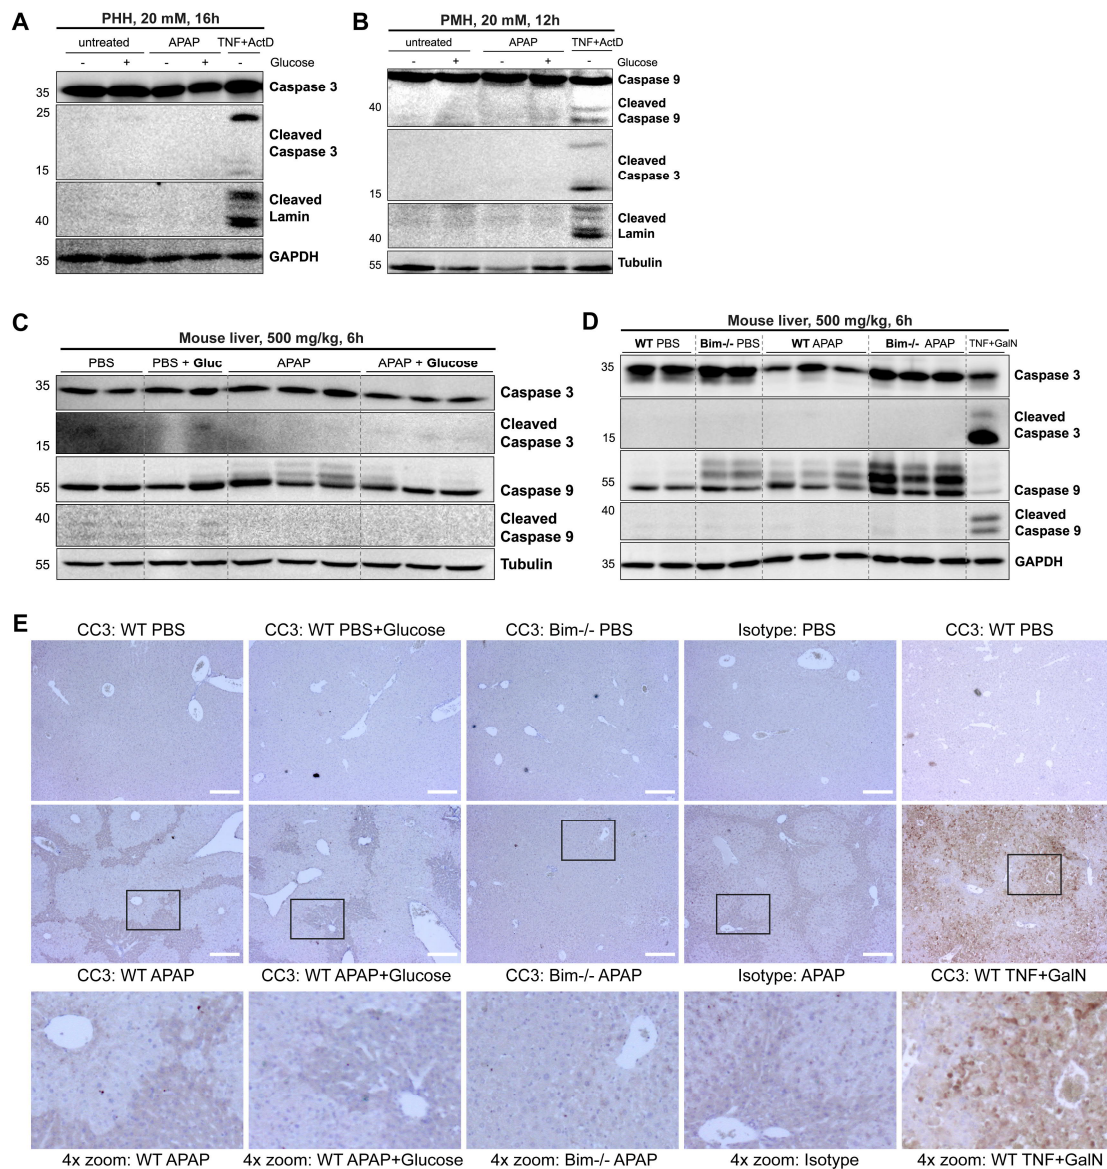 A
PHH, 20 mM, 16h
untreated APAP TNF+ActD
- + - + - Glucose
35 Caspase 3
25
Cleaved
Caspase 3
15
Cleaved
Lamin
40
35 GAPDH
B
PMH, 20 mM, 12h
untreated APAP TNF+ActD
- + - + - Glucose
Caspase 9
40 Cleaved
Caspase 9
Cleaved
Caspase 3
15
Cleaved
Lamin
40
55 Tubulin
C
Mouse liver, 500 mg/kg, 6h
PBS PBS + Gluc APAP APAP + Glucose
35 Caspase 3
Cleaved
15 Caspase 3
55 Caspase 9
40 Cleaved
Caspase 9
55 Tubulin
D
Mouse liver, 500 mg/kg, 6h
WT PBS Bim-/- PBS WT APAP Bim-/- APAP TNF+GalN
35 Caspase 3
Cleaved
15 Caspase 3
55 Caspase 9
40 Cleaved
Caspase 9
35 GAPDH
E
CC3: WT PBS CC3: WT PBS+Glucose CC3: Bim-/- PBS Isotype: PBS CC3: WT PBS
CC3: WT APAP CC3: WT APAP+Glucose CC3: Bim-/- APAP Isotype: APAP CC3: WT TNF+GalN
4x zoom: WT APAP 4x zoom: WT APAP+Glucose 4x zoom: Bim-/- APAP 4x zoom: Isotype 4x zoom: WT TNF+GalN